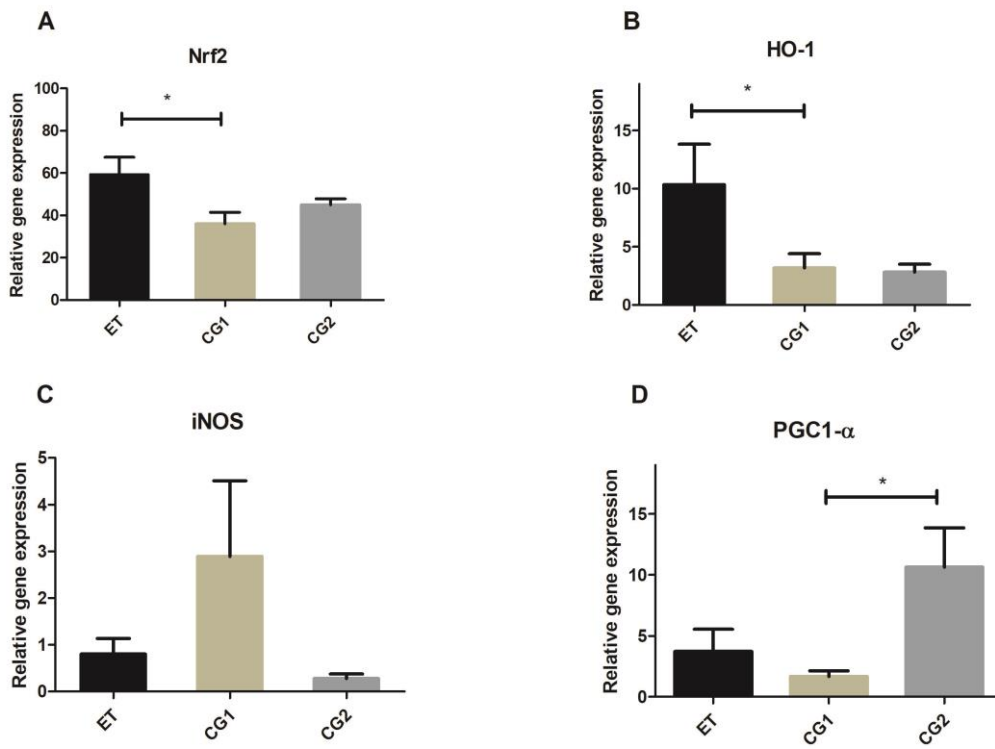 A
Nrf2
Relative gene expression
100
80
60
40
20
0
*
ET
CG1
CG2
B
HO-1
Relative gene expression
15
10
5
0
*
ET
CG1
CG2
C
iNOS
Relative gene expression
5
4
3
2
1
0
ET
CG1
CG2
D
PGC1-α
Relative gene expression
15
10
5
0
*
ET
CG1
CG2